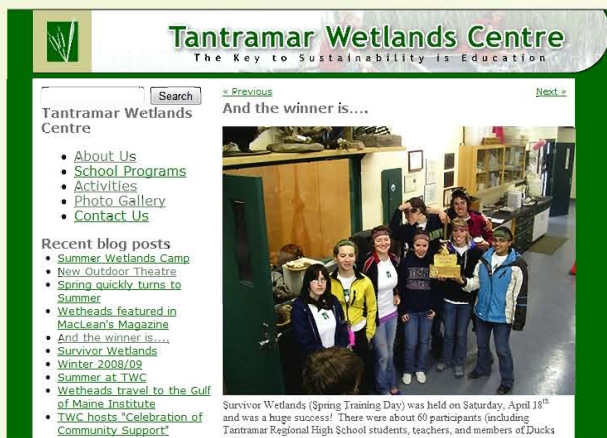 Tantramar Wetlands Centre
The Key to Sustainability is Education
Search
Tantramar Wetlands
Centre
About Us
School Programs
Activities
Photo Gallery
Contact Us
Recent blog posts
Summer Wetlands Camp
New Outdoor Theatre
Spring quickly turns to
Summer
Wetheads featured in
MacLean's Magazine
And the winner is....
Survivor Wetlands
Winter 2008/09
Summer at TWC
Wetheads travel to the Gulf
of Maine Institute
TWC hosts "Celebration of
Community Support"
« Previous
Next »
And the winner is....
Survivor Wetlands (Spring Training Day) was held on Saturday, April 18th
and was a huge success! There were about 60 participants (including
Tantramar Regional High School students, teachers, and members of Ducks